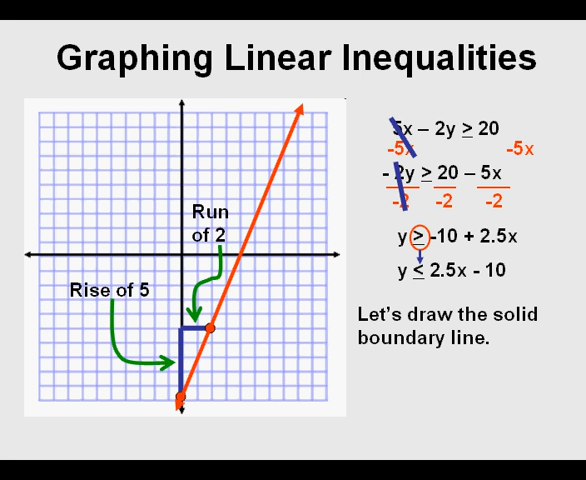 Graphing Linear Inequalities
Run
of 2
Rise of 5
5x – 2y ≥ 20
-5x -5x
- 2y ≥ 20 – 5x
-2 -2 -2
y ≥ -10 + 2.5x
y ≤ 2.5x - 10
Let's draw the solid
boundary line.